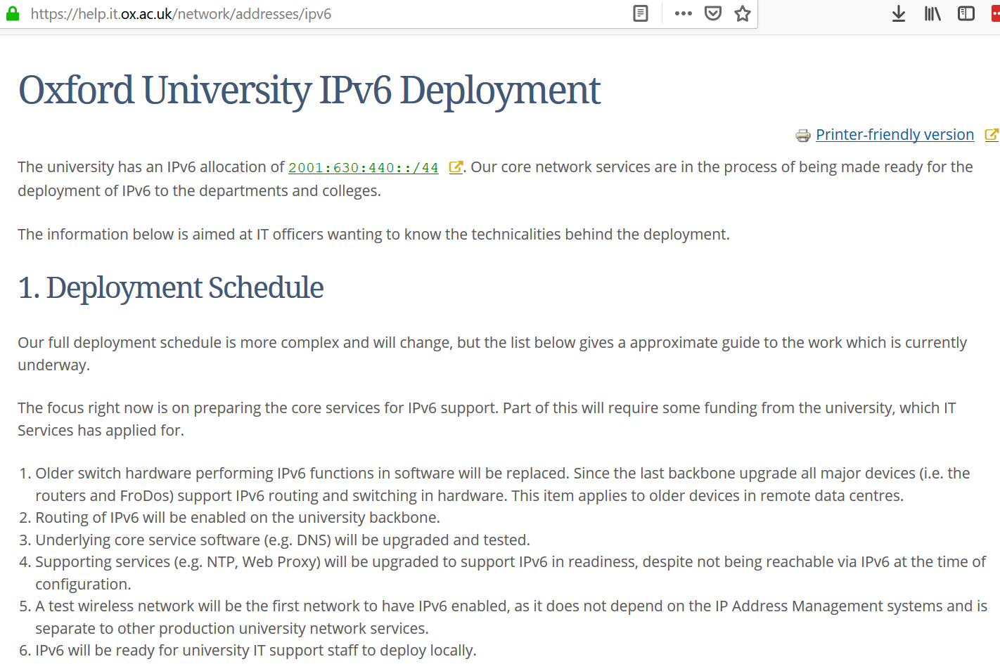 https://help.it.ox.ac.uk/network/addresses/ipv6
Oxford University IPv6 Deployment
Printer-friendly version
The university has an IPv6 allocation of 2001:630:440::/44 . Our core network services are in the process of being made ready for the
deployment of IPv6 to the departments and colleges.
The information below is aimed at IT officers wanting to know the technicalities behind the deployment.
1. Deployment Schedule
Our full deployment schedule is more complex and will change, but the list below gives a approximate guide to the work which is currently
underway.
The focus right now is on preparing the core services for IPv6 support. Part of this will require some funding from the university, which IT
Services has applied for.
1. Older switch hardware performing IPv6 functions in software will be replaced. Since the last backbone upgrade all major devices (i.e. the
routers and FroDos) support IPv6 routing and switching in hardware. This item applies to older devices in remote data centres.
2. Routing of IPv6 will be enabled on the university backbone.
3. Underlying core service software (e.g. DNS) will be upgraded and tested.
4. Supporting services (e.g. NTP, Web Proxy) will be upgraded to support IPv6 in readiness, despite not being reachable via IPv6 at the time of
configuration.
5. A test wireless network will be the first network to have IPv6 enabled, as it does not depend on the IP Address Management systems and is
separate to other production university network services.
6. IPv6 will be ready for university IT support staff to deploy locally.